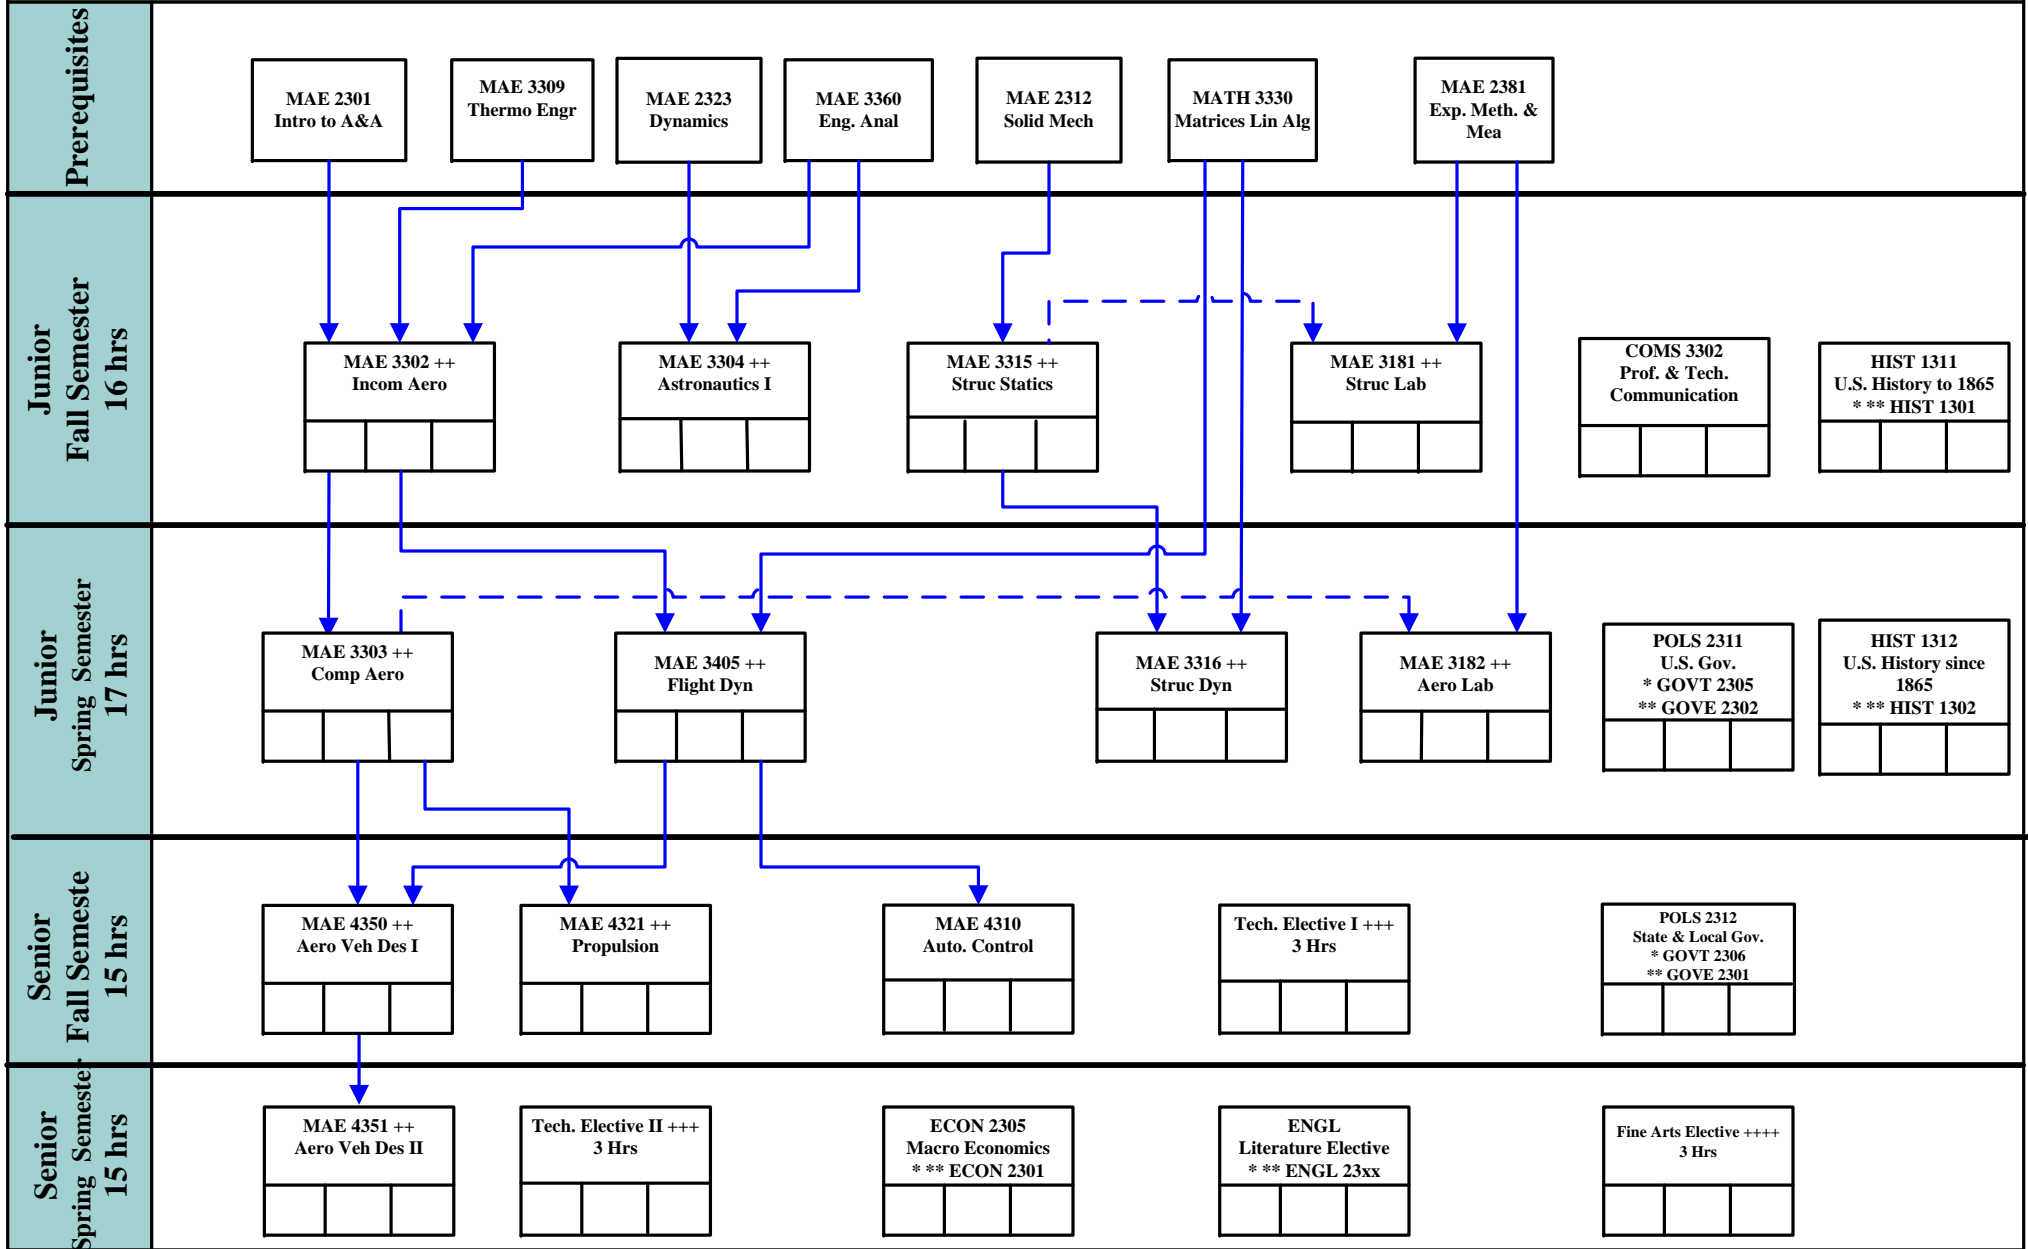 Prerequisites
MAE 2301
Intro to A&A
MAE 3309
Thermo Engr
MAE 2323
Dynamics
MAE 3360
Eng. Anal
MAE 2312
Solid Mech
MATH 3330
Matrices Lin Alg
MAE 2381
Exp. Meth. &
Mea
Junior
Fall Semester
16 hrs
MAE 3302 ++
Incom Aero
MAE 3304 ++
Astronautics I
MAE 3315 ++
Struc Statics
MAE 3181 ++
Struc Lab
COMS 3302
Prof. & Tech.
Communication
HIST 1311
U.S. History to 1865
* ** HIST 1301
Junior
Spring Semester
17 hrs
MAE 3303 ++
Comp Aero
MAE 3405 ++
Flight Dyn
MAE 3316 ++
Struc Dyn
MAE 3182 ++
Aero Lab
POLS 2311
U.S. Gov.
* GOVT 2305
** GOVE 2302
HIST 1312
U.S. History since
1865
* ** HIST 1302
Senior
Fall Semeste
15 hrs
MAE 4350 ++
Aero Veh Des I
MAE 4321 ++
Propulsion
MAE 4310
Auto. Control
Tech. Elective I +++
3 Hrs
POLS 2312
State & Local Gov.
* GOVT 2306
** GOVE 2301
Senior
Spring Semester
15 hrs
MAE 4351 ++
Aero Veh Des II
Tech. Elective II +++
3 Hrs
ECON 2305
Macro Economics
* ** ECON 2301
ENGL
Literature Elective
* ** ENGL 23xx
Fine Arts Elective ++++
3 Hrs